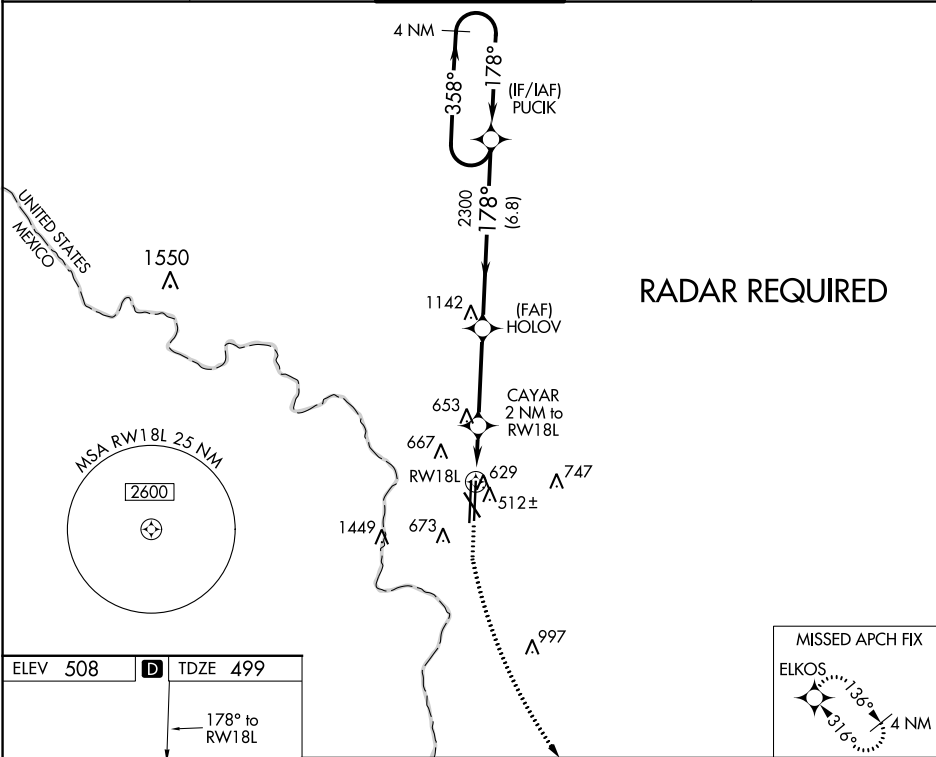 4 NM
358°
178°
(IF/IAF)
PUCIK
2300
178°
(6.8)
UNITED STATES
MEXICO
1550
RADAR REQUIRED
1142
(FAF)
HOLOV
CAYAR
2 NM to
RW18L
653
667
MSA RW18L 25 NM
2600
RW18L
629
747
512±
1449
673
997
MISSED APCH FIX
ELKOS
136°
316°
4 NM
ELEV 508
D
TDZE 499
178° to
RW18L